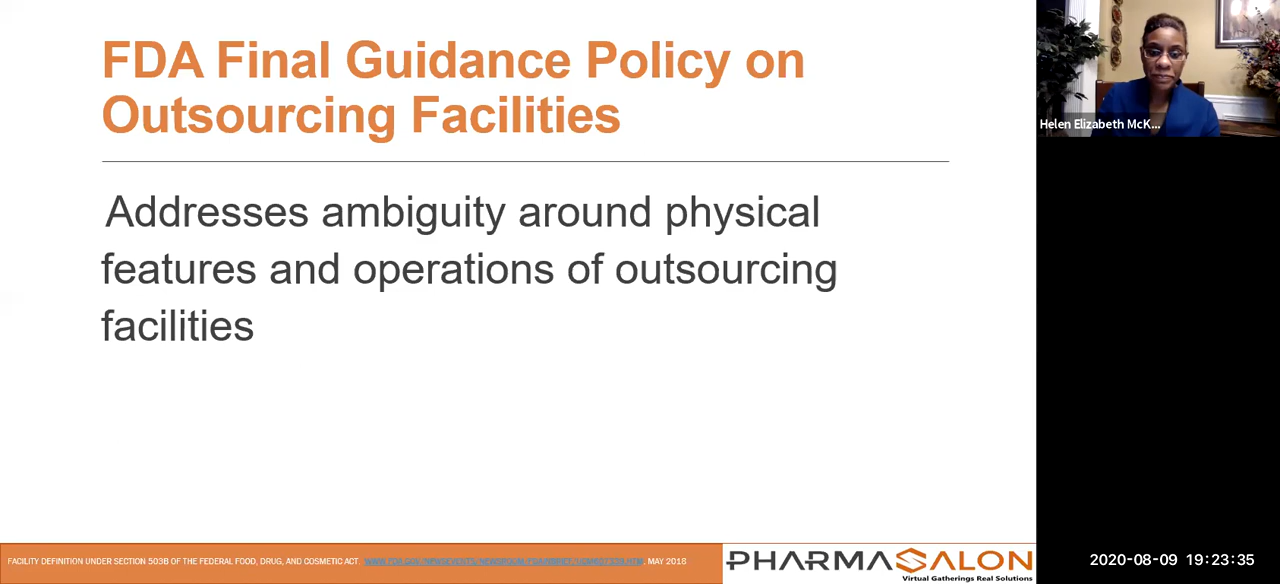 FDA Final Guidance Policy on
Outsourcing Facilities
Addresses ambiguity around physical
features and operations of outsourcing
facilities
Helen Elizabeth McK...
FACILITY DEFINITION UNDER SECTION 503B OF THE FEDERAL FOOD, DRUG, AND COSMETIC ACT. , MAY 2018
PHARMASALON
Virtual Gatherings Real Solutions
2020-08-09 19:23:35